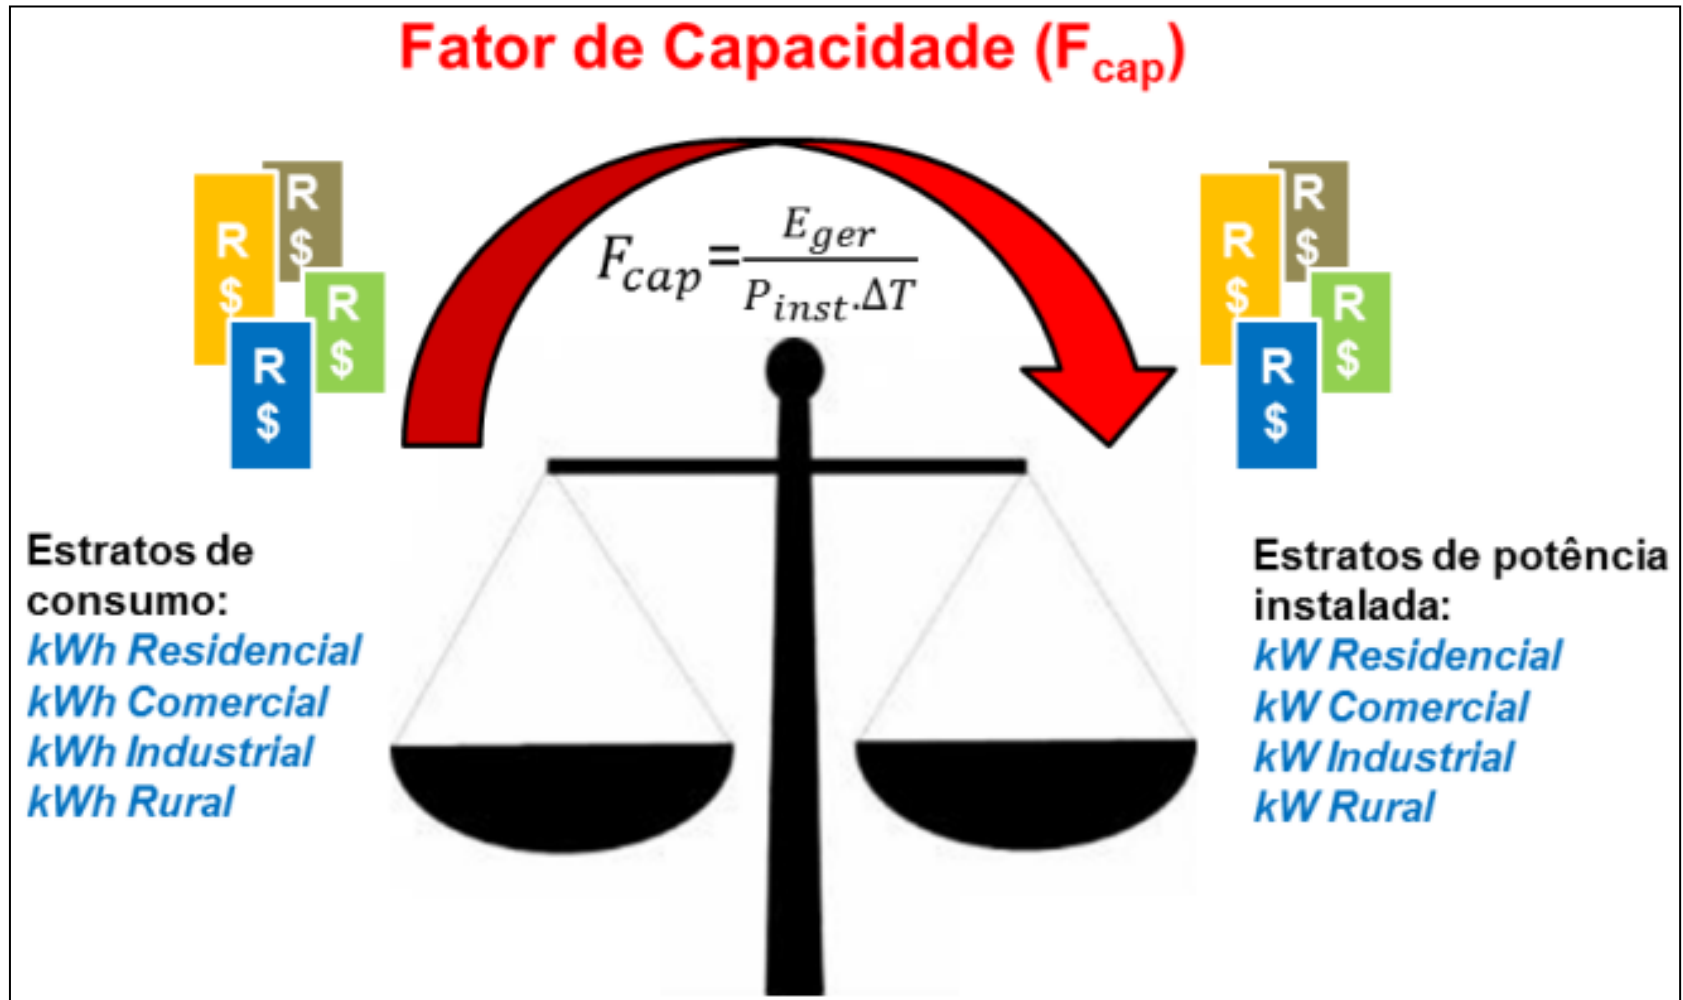 Fator de Capacidade (Fcap)
R
$
R
$
R
$
R
$
Fcap=Eger/Pinst.ΔT
R
$
R
$
R
$
R
$
Estratos de
consumo:
kWh Residencial
kWh Comercial
kWh Industrial
kWh Rural
Estratos de potência
instalada:
kW Residencial
kW Comercial
kW Industrial
kW Rural